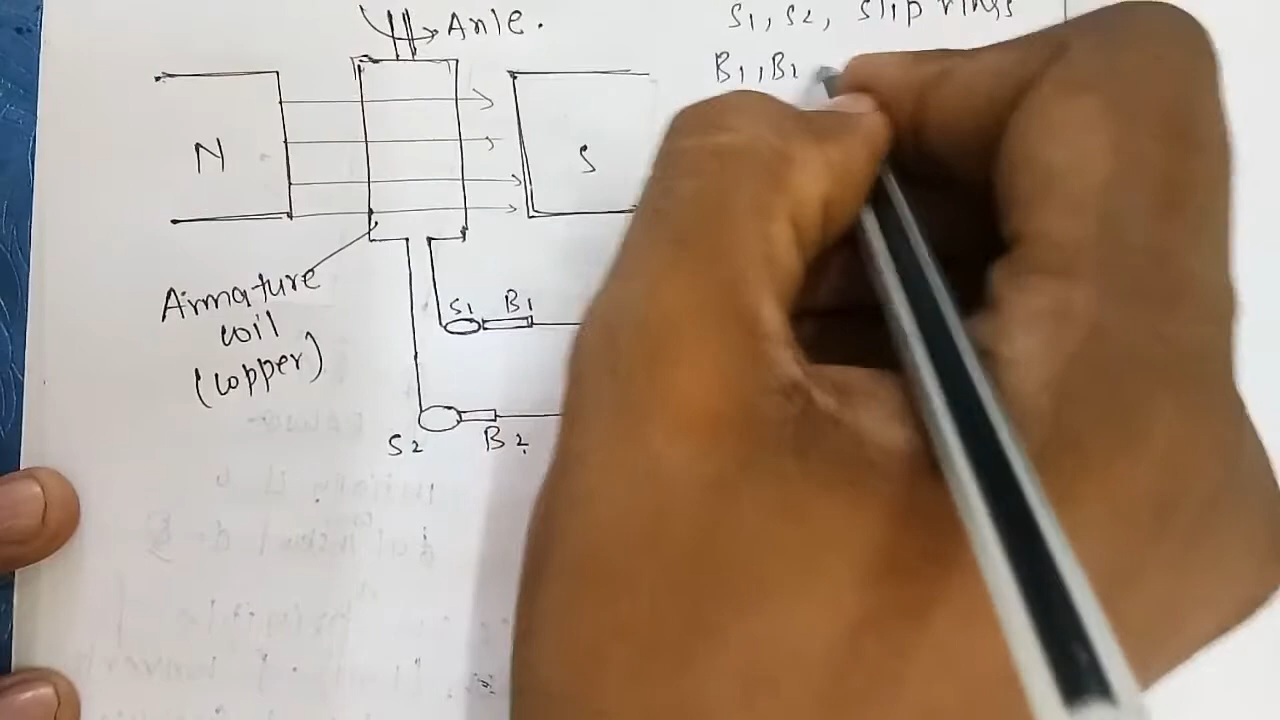 Axle.
S1, S2, slip rings
B1, B2
N
S
Armature
coil
(copper)
S1 B1
S2 B2